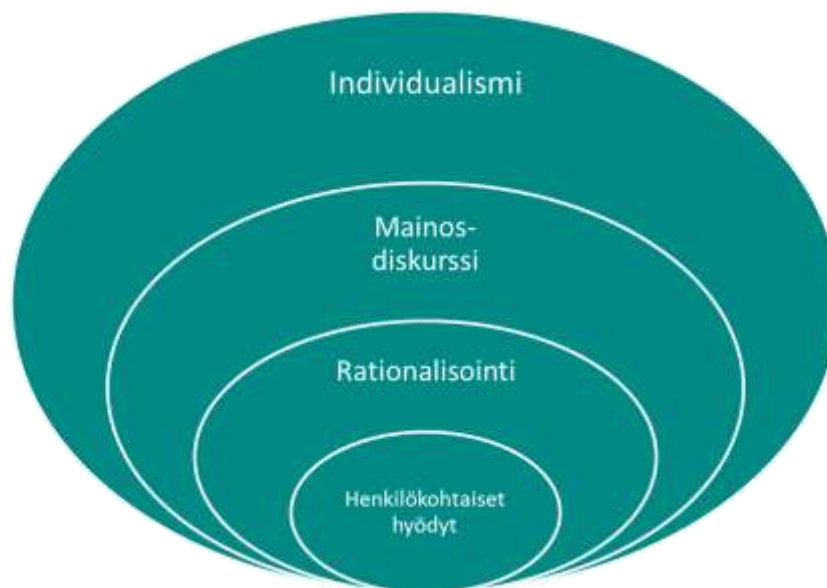 Individualismi
Mainos-
diskurssi
Rationalisointi
Henkilökohtaiset
hyödyt